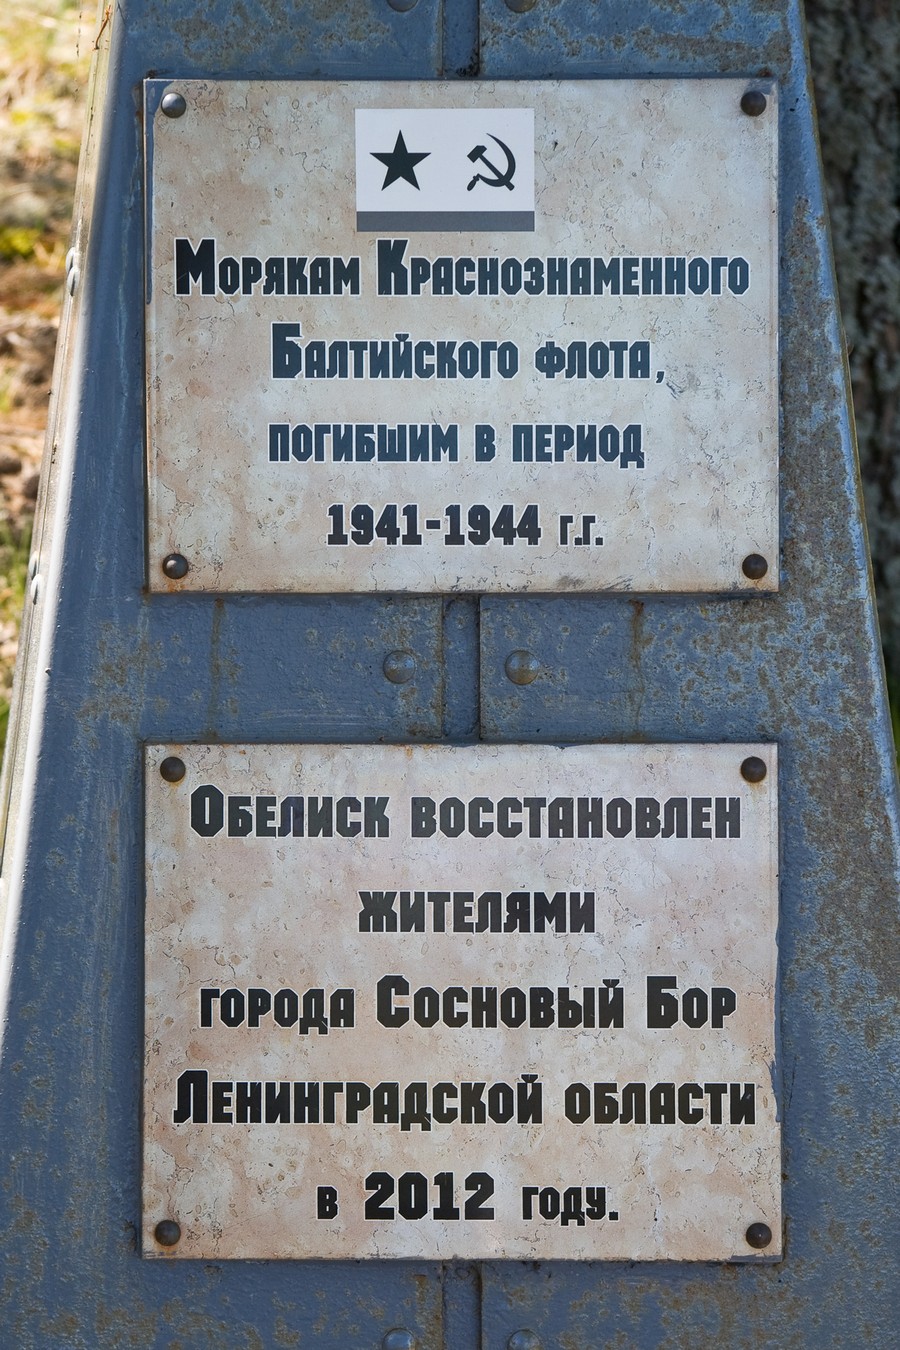 Морякам Краснознаменного
Балтийского флота,
погибшим в период
1941-1944 г.г.
Обелиск восстановлен
жителями
города Сосновый Бор
Ленинградской области
в 2012 году.